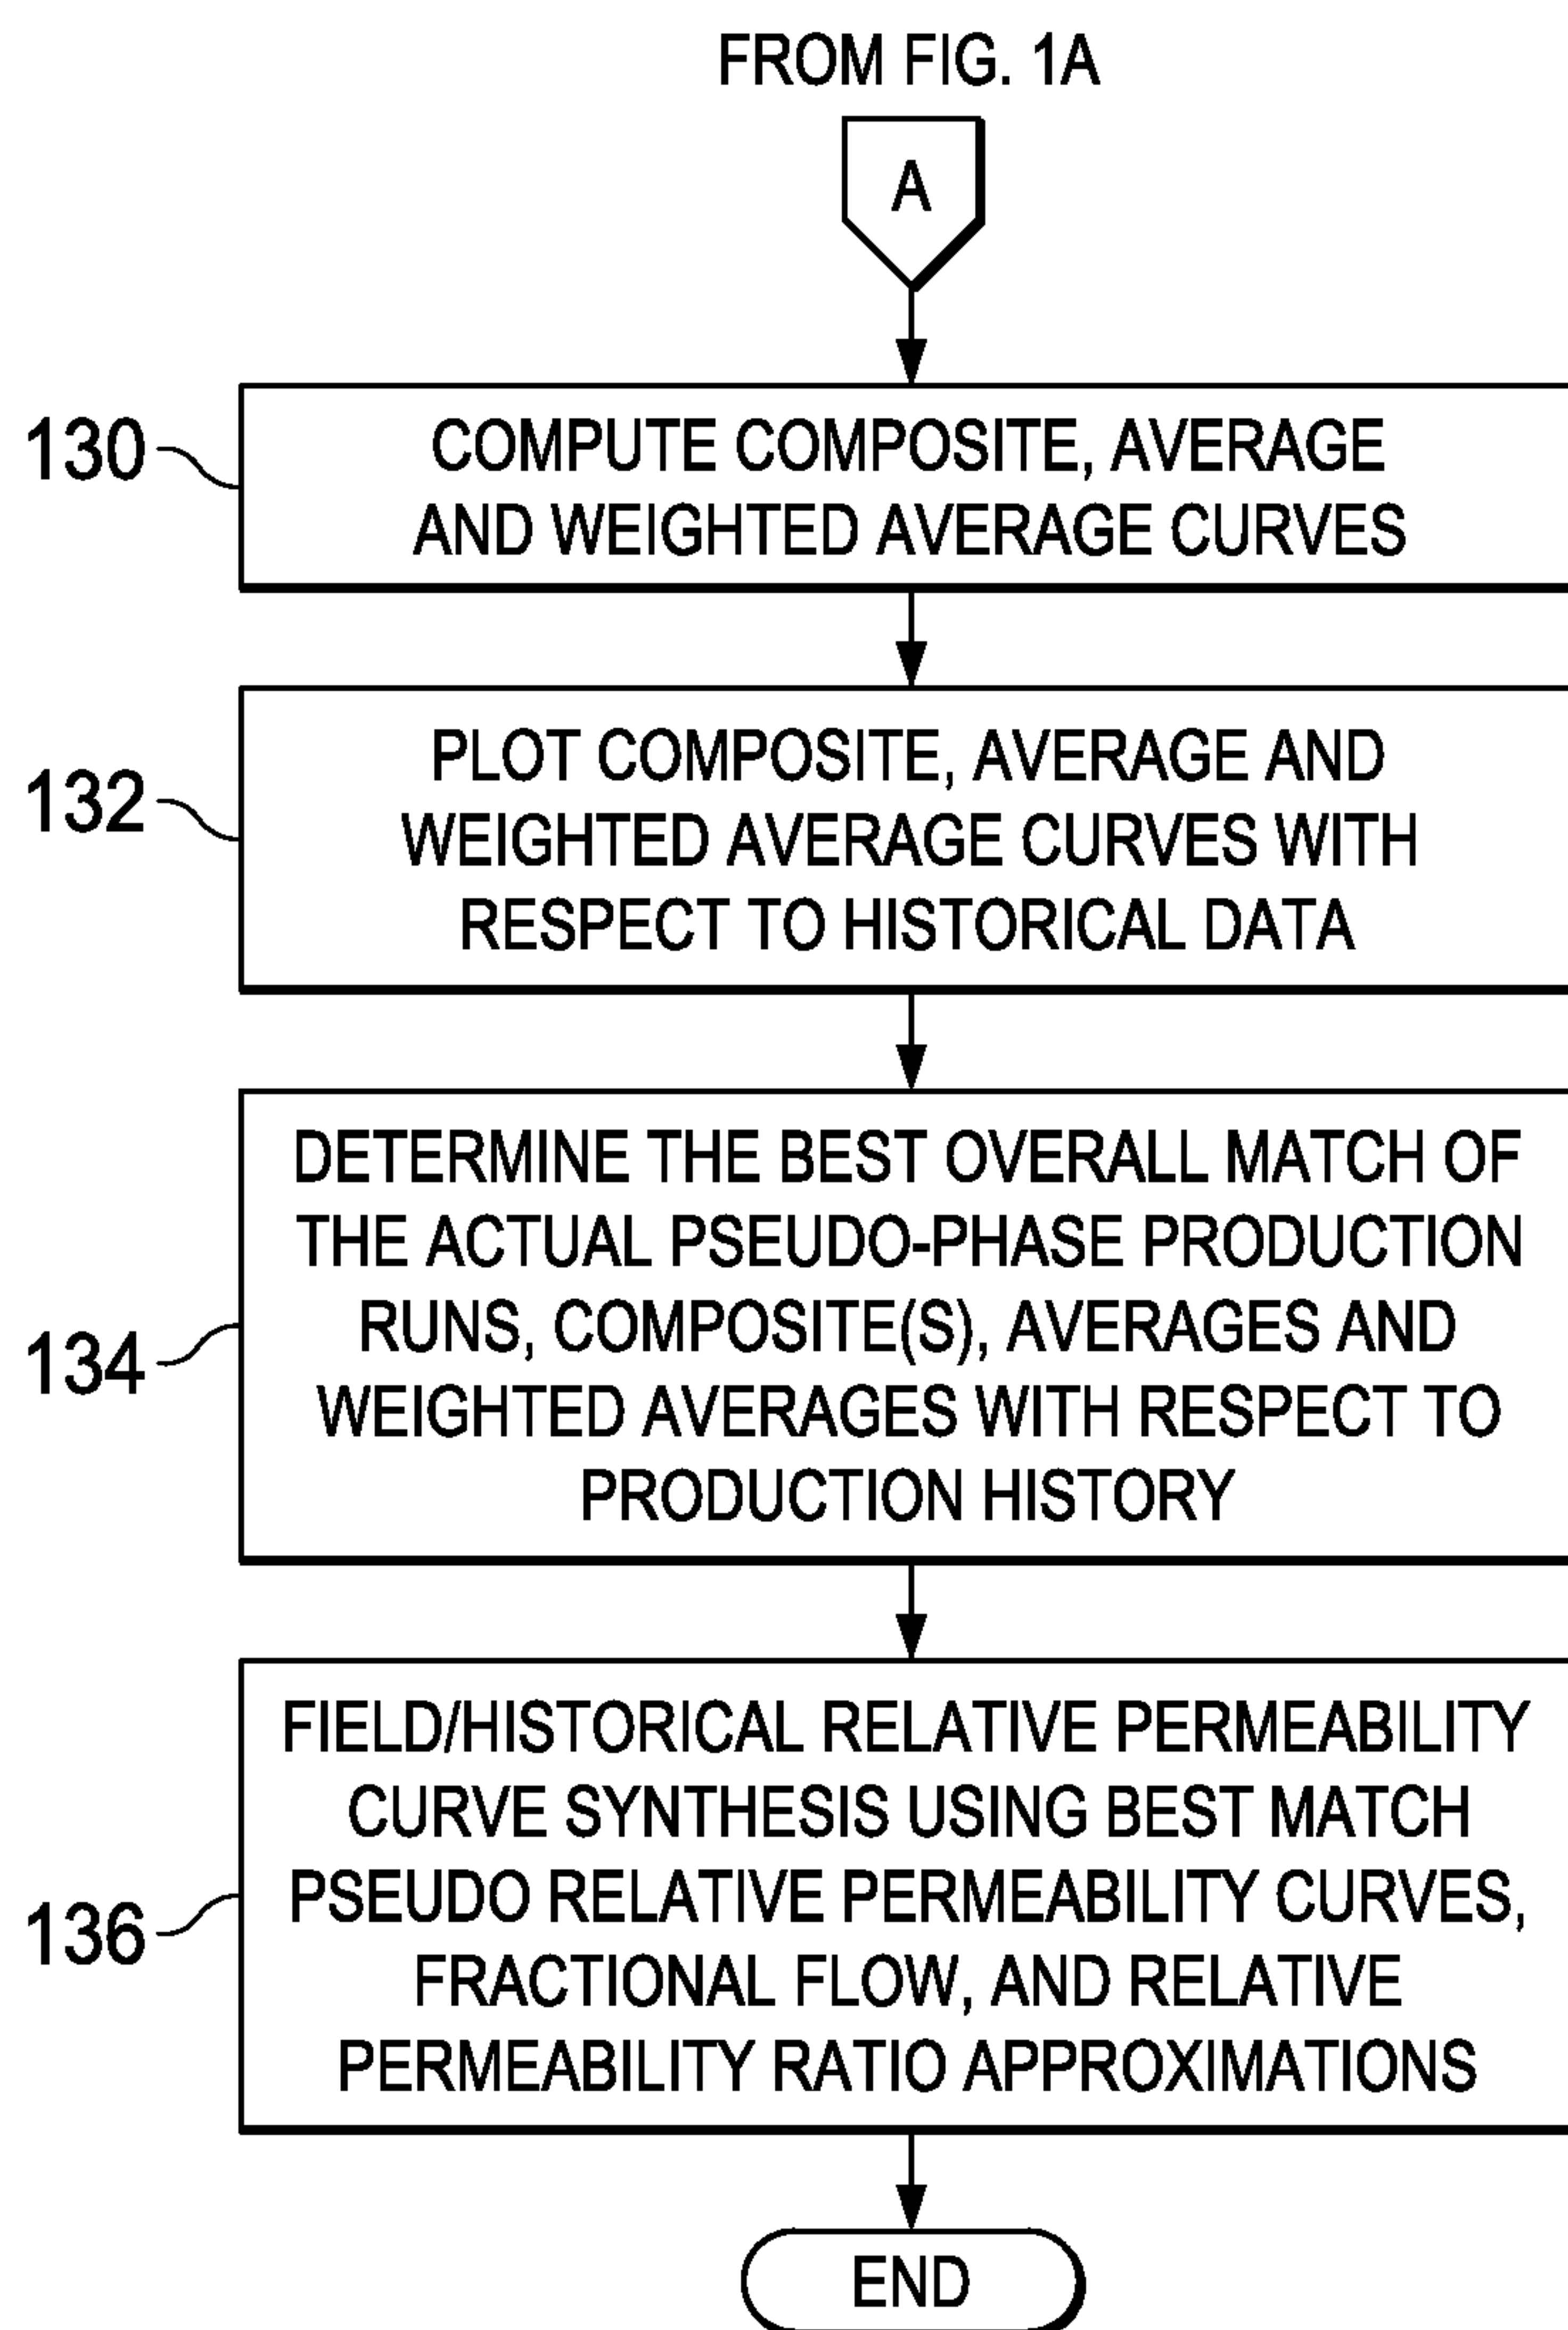 FROM FIG. 1A
A
130
COMPUTE COMPOSITE, AVERAGE
AND WEIGHTED AVERAGE CURVES
132
PLOT COMPOSITE, AVERAGE AND
WEIGHTED AVERAGE CURVES WITH
RESPECT TO HISTORICAL DATA
134
DETERMINE THE BEST OVERALL MATCH OF
THE ACTUAL PSEUDO-PHASE PRODUCTION
RUNS, COMPOSITE(S), AVERAGES AND
WEIGHTED AVERAGES WITH RESPECT TO
PRODUCTION HISTORY
136
FIELD/HISTORICAL RELATIVE PERMEABILITY
CURVE SYNTHESIS USING BEST MATCH
PSEUDO RELATIVE PERMEABILITY CURVES,
FRACTIONAL FLOW, AND RELATIVE
PERMEABILITY RATIO APPROXIMATIONS
END